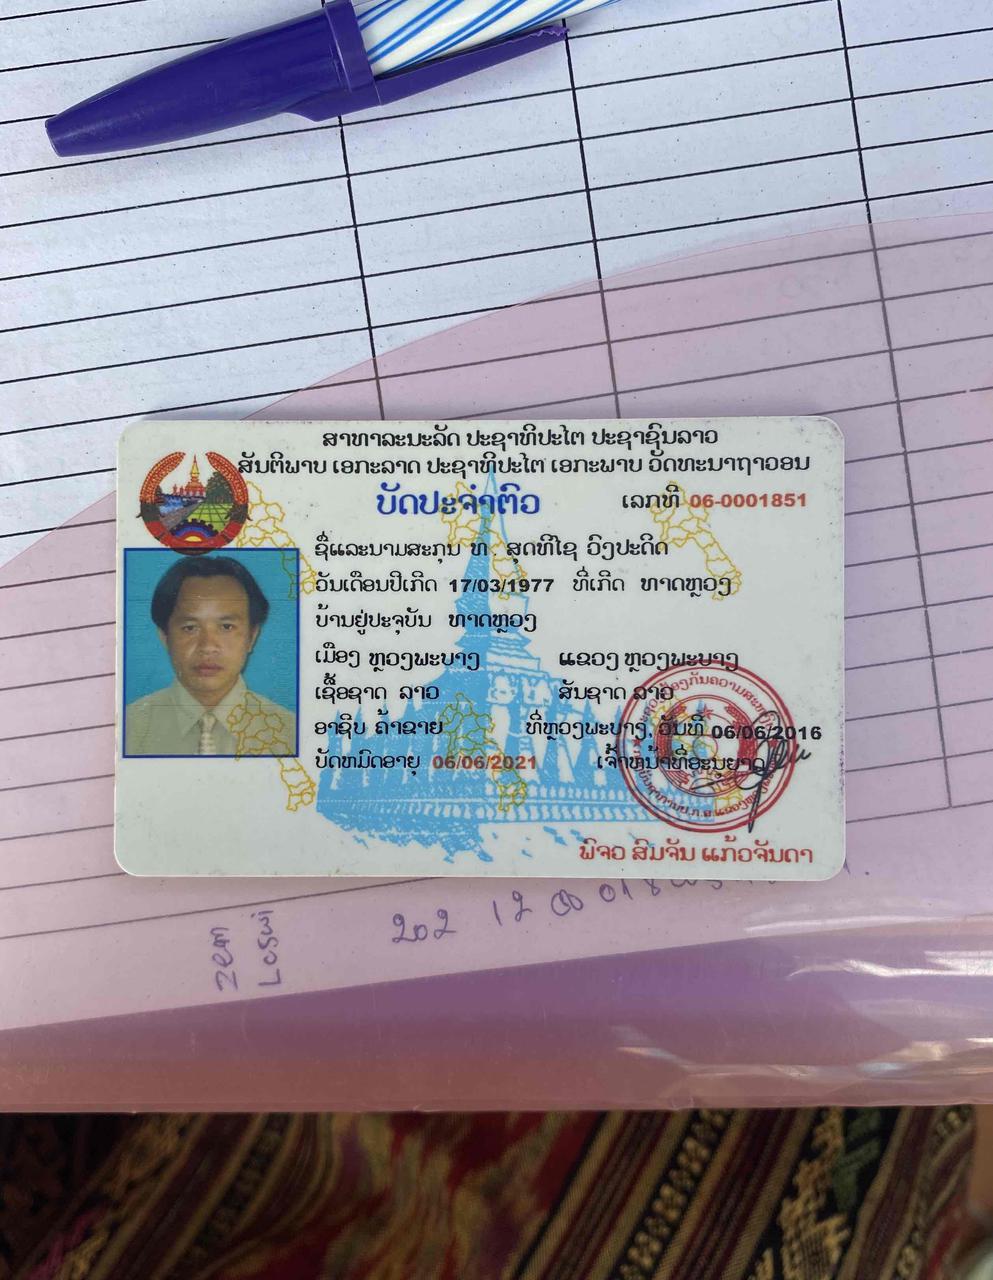 ສາທາລະນະລັດ ປະຊາທິປະໄຕ ປະຊາຊົນລາວ
ສັນຕິພາບ ເອກະລາດ ປະຊາທິປະໄຕ ເອກະພາບ ວັດທະນາຖາວອນ
ບັດປະຈຳຕົວ
ເລກທີ 06-0001851
ຊື່ແລະນາມສະກຸນ ທ . ສຸດທີໄຊ ວົງປະດິດ
ວັນເດືອນປີເກີດ 17/03/1977 ທີ່ເກີດ ທາດຫຼວງ
ບ້ານຢູ່ປະຈຸບັນ ທາດຫຼວງ
ເມືອງ ຫຼວງພະບາງ ແຂວງ ຫຼວງພະບາງ
ເຊື້ອຊາດ ລາວ ສັນຊາດ ລາວ
ອາຊິບ ຄ້າຂາຍ ທີ່ຫຼວງພະບາງ, ວັນທີ 06/06/2016
ບັດຫມົດອາຍຸ 06/06/2021 ເຈົ້າຫນ້າທີ່ອະນຸຍາດ
ພົຈວ ສົມຈັນ ແກ້ວຈັນດາ
202 12